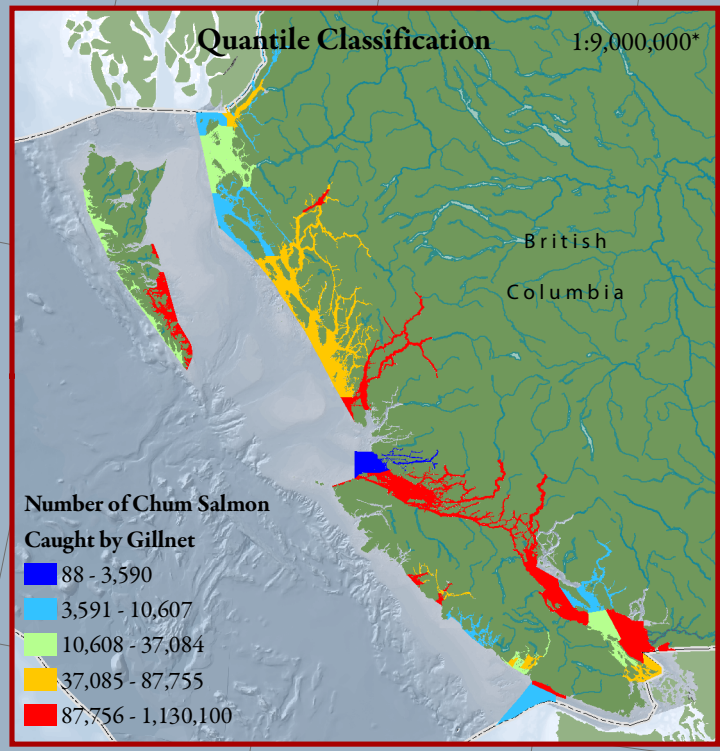 Quantile Classification
1:9,000,000*
British
Columbia
Number of Chum Salmon
Caught by Gillnet
88 - 3,590
3,591 - 10,607
10,608 - 37,084
37,085 - 87,755
87,756 - 1,130,100